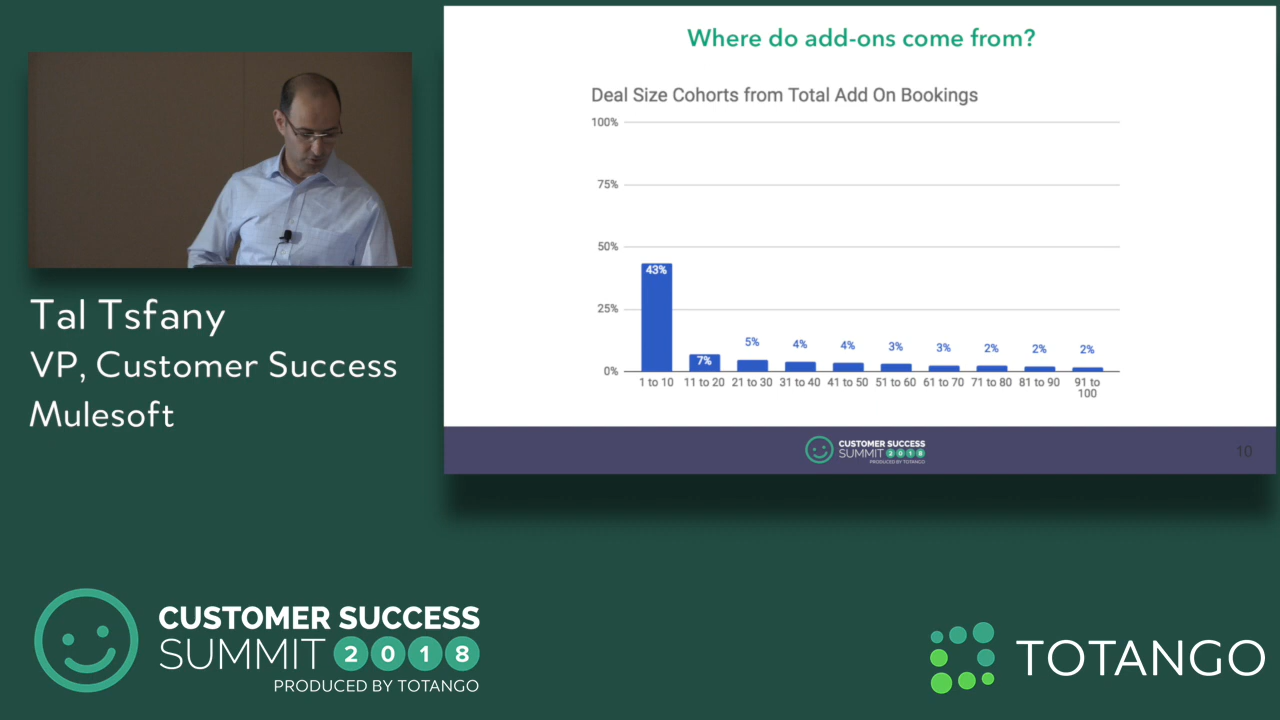 Where do add-ons come from?
Deal Size Cohorts from Total Add On Bookings
100%
75%
50%
25%
0%
43%
7%
5%
4%
4%
3%
3%
2%
2%
2%
1 to 10
11 to 20
21 to 30
31 to 40
41 to 50
51 to 60
61 to 70
71 to 80
81 to 90
91 to
100
CUSTOMER SUCCESS
SUMMIT 2018
PRODUCED BY TOTANGO
10
Tal Tsfany
VP, Customer Success
Mulesoft
CUSTOMER SUCCESS
SUMMIT 2018
PRODUCED BY TOTANGO
TOTANGO